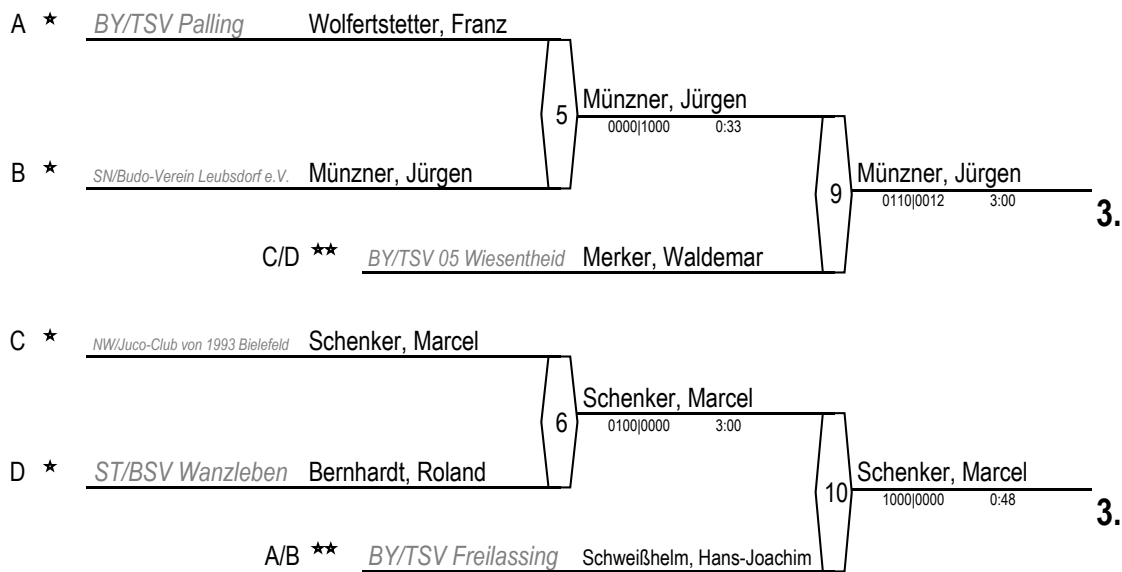 A ★ BY/TSV Palling Wolfertstetter, Franz
5 Münzner, Jürgen
0000|1000 0:33
B ★ SN/Budo-Verein Leubsdorf e.V. Münzner, Jürgen
9 Münzner, Jürgen
0110|0012 3:00
3.
C/D ★★ BY/TSV 05 Wiesentheid Merker, Waldemar
C ★ NW/Juco-Club von 1993 Bielefeld Schenker, Marcel
6 Schenker, Marcel
0100|0000 3:00
D ★ ST/BSV Wanzleben Bernhardt, Roland
10 Schenker, Marcel
1000|0000 0:48
3.
A/B ★★ BY/TSV Freilassing Schweißhelm, Hans-Joachim